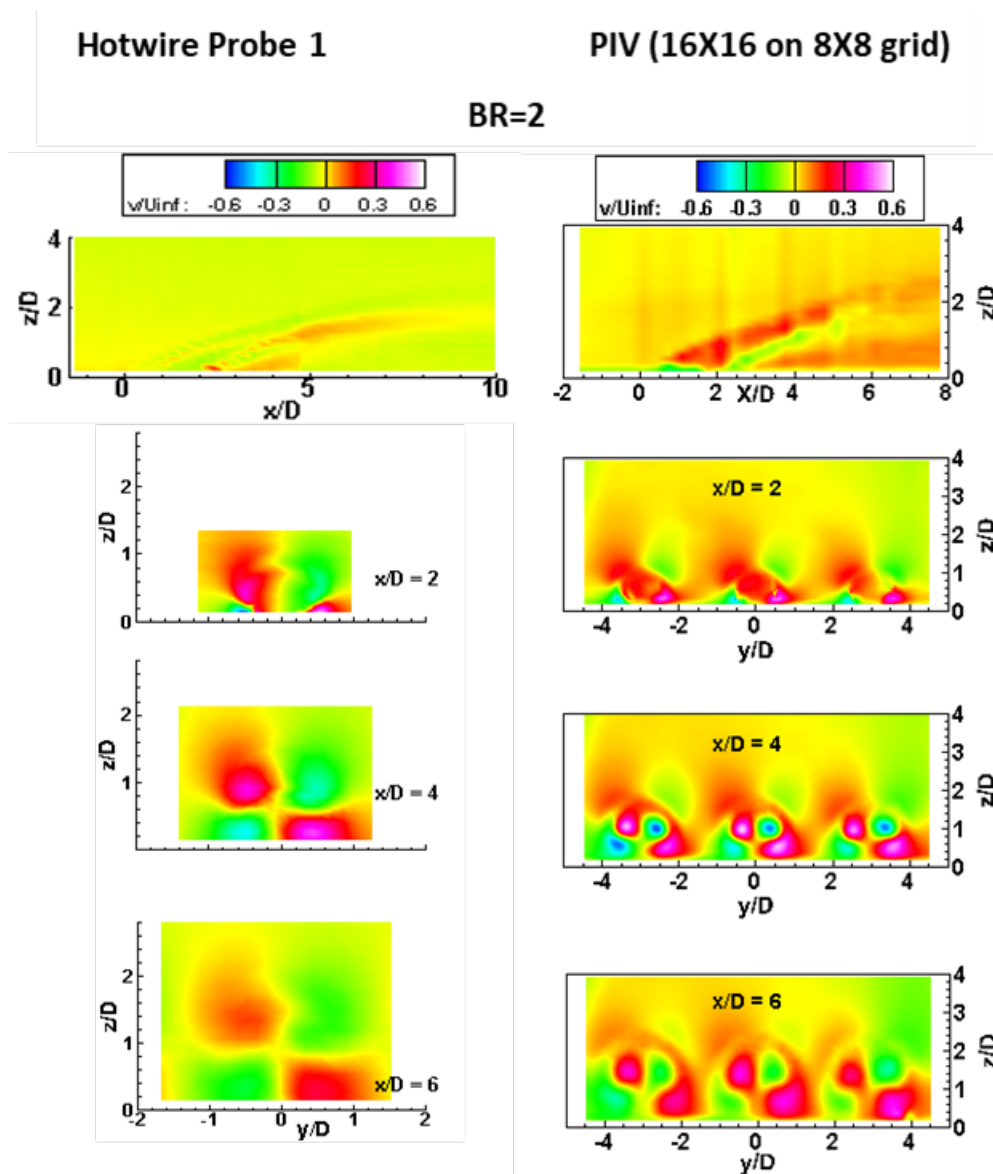 Hotwire Probe 1
PIV (16X16 on 8X8 grid)
BR=2
v/Uinf: -0.6 -0.3 0 0.3 0.6
v/Uinf: -0.6 -0.3 0 0.3 0.6
4
2
0
z/D
0 5 10
x/D
4
2
0
z/D
-2 0 2 4 6 8
X/D
2
1
0
z/D
x/D = 2
x/D = 2
4
3
2
1
0
z/D
-4 -2 0 2 4
y/D
2
1
z/D
x/D = 4
x/D = 4
4
3
2
1
0
z/D
-4 -2 0 2 4
y/D
2
1
0
z/D
x/D = 6
-2 -1 0 1 2
y/D
x/D = 6
4
3
2
1
0
z/D
-4 -2 0 2 4
y/D